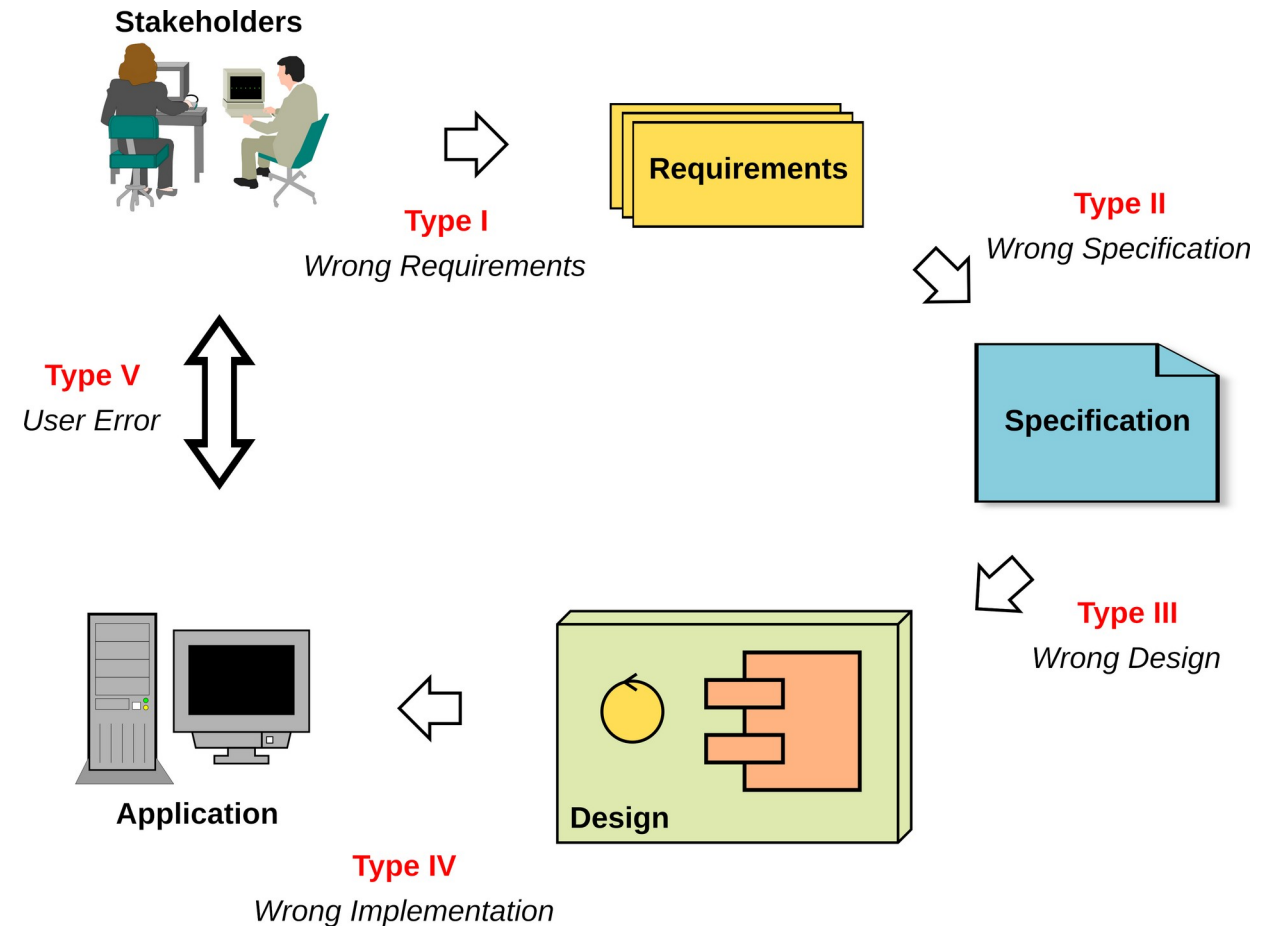 Stakeholders
Requirements
Type I
Wrong Requirements
Type II
Wrong Specification
Specification
Type III
Wrong Design
Design
Type IV
Wrong Implementation
Application
Type V
User Error